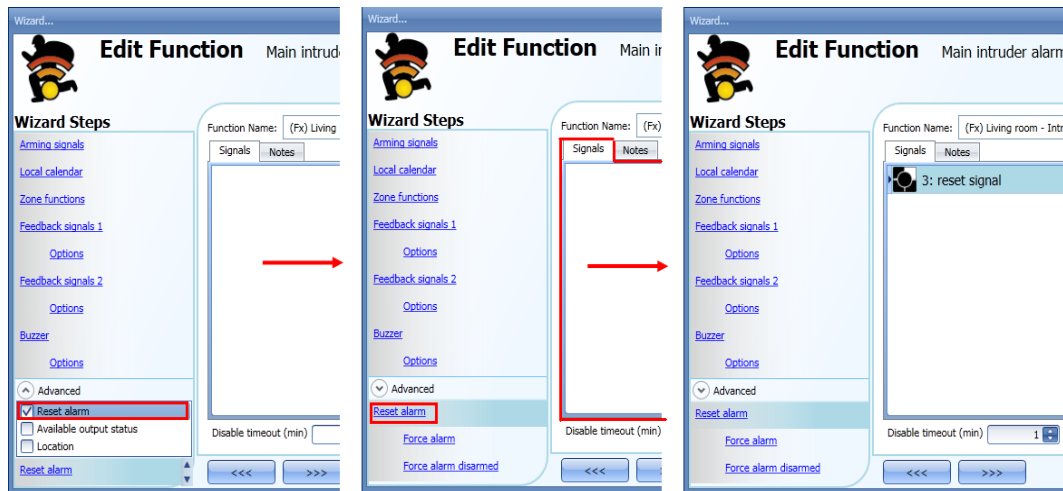 Wizard...
Edit Function Main intrude
Wizard Steps
Function Name: (Fx) Living
Arming signals
Signals Notes
Local calendar
Zone functions
Feedback signals 1
Options
Feedback signals 2
Options
Buzzer
Options
Advanced
Reset alarm
Available output status
Location
Disable timeout (min)
Reset alarm
<<< >>>
Wizard...
Edit Function Main in
Wizard Steps
Function Name: (Fx)
Arming signals
Signals Notes
Local calendar
Zone functions
Feedback signals 1
Options
Feedback signals 2
Options
Buzzer
Options
Advanced
Reset alarm
Disable timeout (min)
Force alarm
Force alarm disarmed
<<<
Wizard...
Edit Function Main intruder alarm
Wizard Steps
Function Name: (Fx) Living room - Intr
Arming signals
Signals Notes
Local calendar
3: reset signal
Zone functions
Feedback signals 1
Options
Feedback signals 2
Options
Buzzer
Options
Advanced
Reset alarm
Disable timeout (min) 1
Force alarm
Force alarm disarmed
<<< >>>